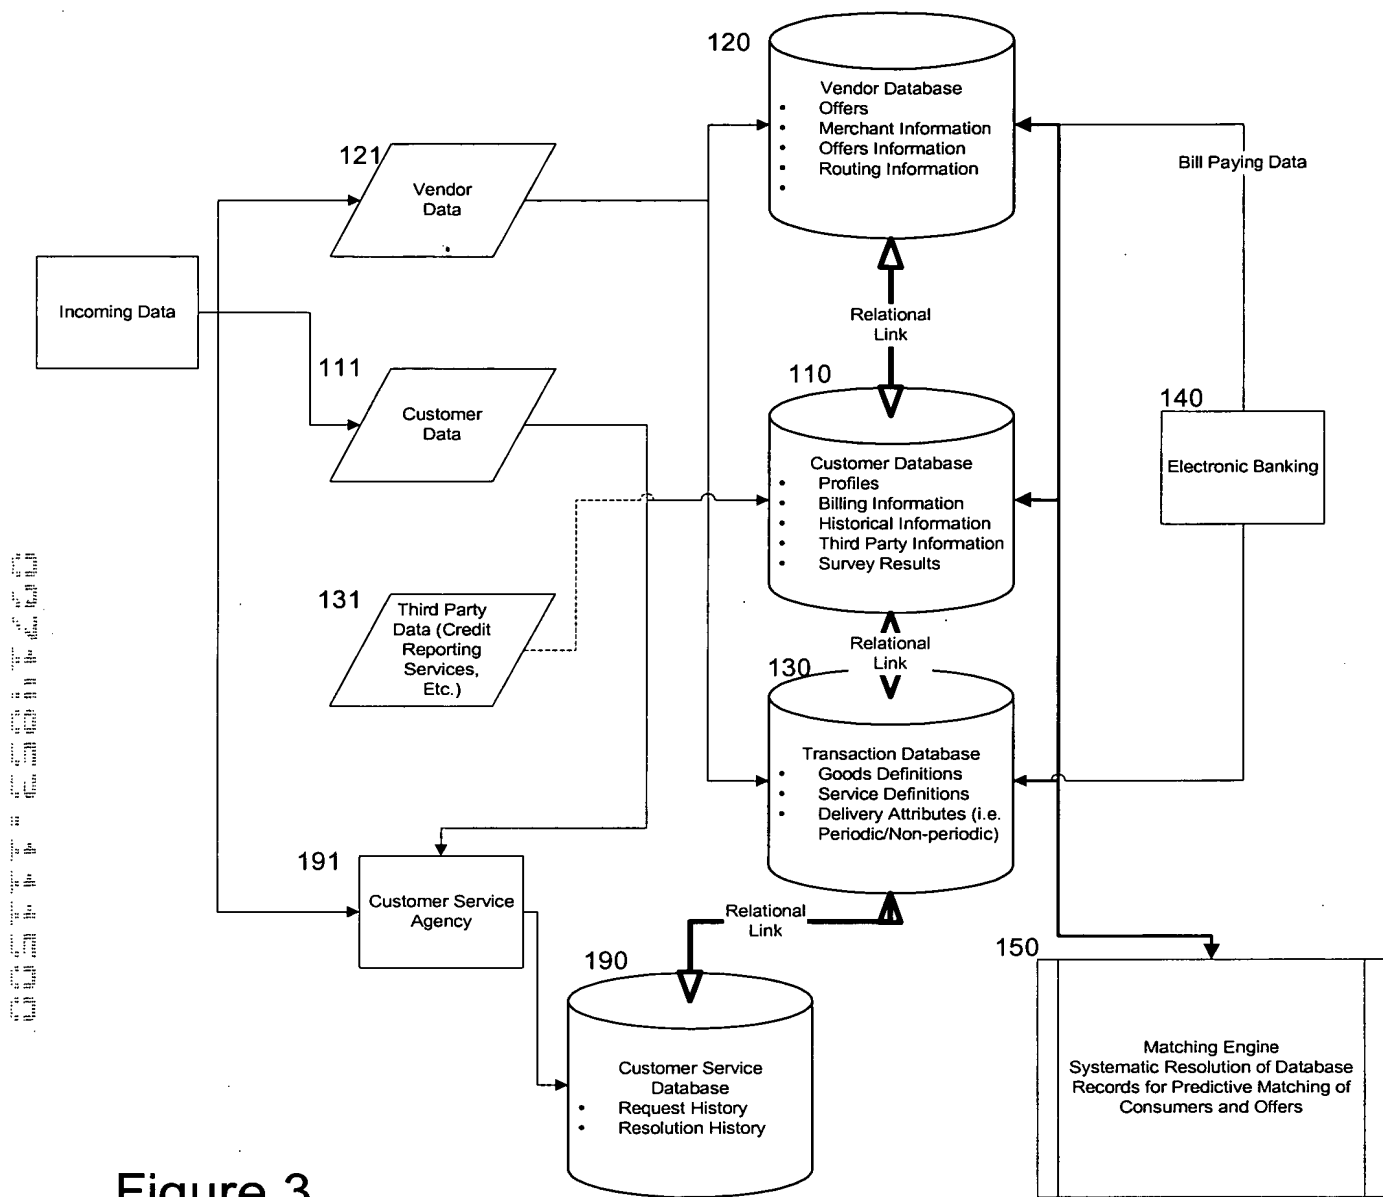 120
Vendor Database
• Offers
• Merchant Information
• Offers Information
• Routing Information
•
121
Vendor
Data
Bill Paying Data
Incoming Data
Relational
Link
111
Customer
Data
110
Customer Database
• Profiles
• Billing Information
• Historical Information
• Third Party Information
• Survey Results
140
Electronic Banking
131
Third Party
Data (Credit
Reporting
Services,
Etc.)
Relational
Link
130
Transaction Database
• Goods Definitions
• Service Definitions
• Delivery Attributes (i.e.
Periodic/Non-periodic)
191
Customer Service
Agency
Relational
Link
190
Customer Service
Database
• Request History
• Resolution History
150
Matching Engine
Systematic Resolution of Database
Records for Predictive Matching of
Consumers and Offers
Figure 3